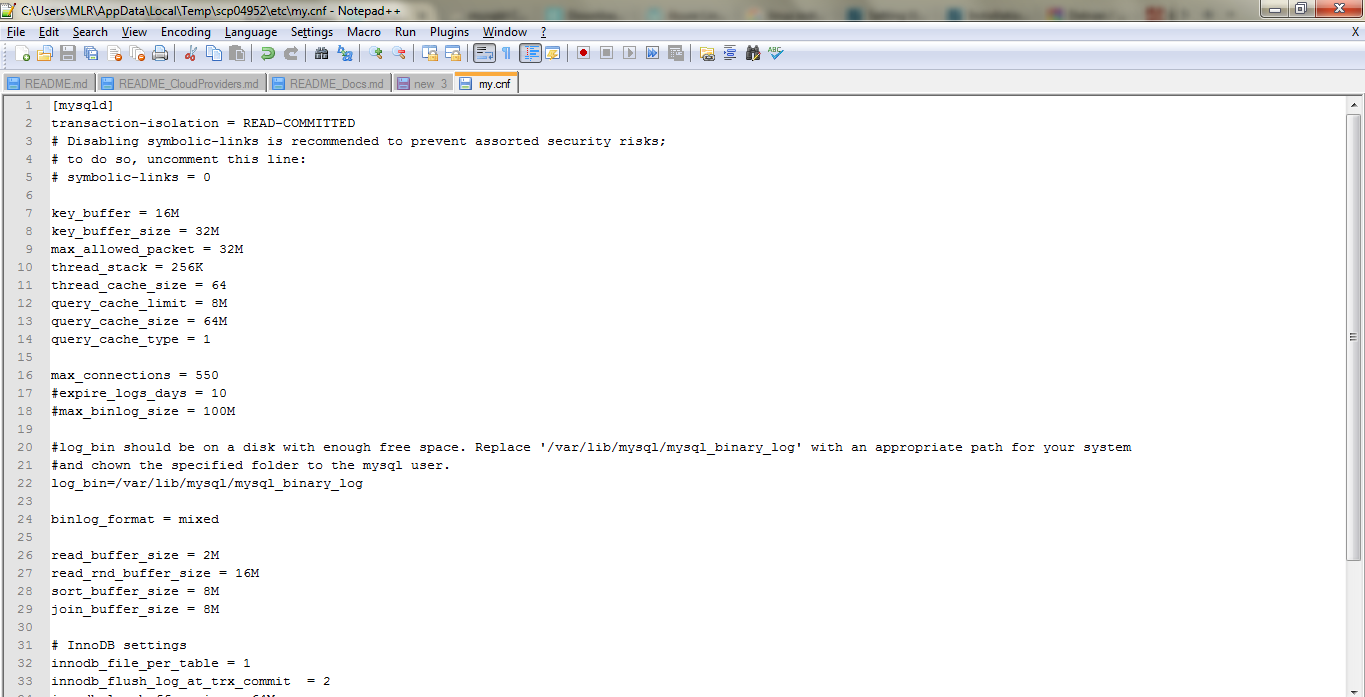 C:\Users\MLR\AppData\Local\Temp\scp04952\etc\my.cnf - Notepad++
File Edit Search View Encoding Language Settings Macro Run Plugins Window ? X
README.md README_CloudProviders.md README_Docs.md new 3 my.cnf
1 [mysqld]
2 transaction-isolation = READ-COMMITTED
3 # Disabling symbolic-links is recommended to prevent assorted security risks;
4 # to do so, uncomment this line:
5 # symbolic-links = 0
6
7 key_buffer = 16M
8 key_buffer_size = 32M
9 max_allowed_packet = 32M
10 thread_stack = 256K
11 thread_cache_size = 64
12 query_cache_limit = 8M
13 query_cache_size = 64M
14 query_cache_type = 1
15
16 max_connections = 550
17 #expire_logs_days = 10
18 #max_binlog_size = 100M
19
20 #log_bin should be on a disk with enough free space. Replace '/var/lib/mysql/mysql_binary_log' with an appropriate path for your system
21 #and chown the specified folder to the mysql user.
22 log_bin=/var/lib/mysql/mysql_binary_log
23
24 binlog_format = mixed
25
26 read_buffer_size = 2M
27 read_rnd_buffer_size = 16M
28 sort_buffer_size = 8M
29 join_buffer_size = 8M
30
31 # InnoDB settings
32 innodb_file_per_table = 1
33 innodb_flush_log_at_trx_commit  = 2